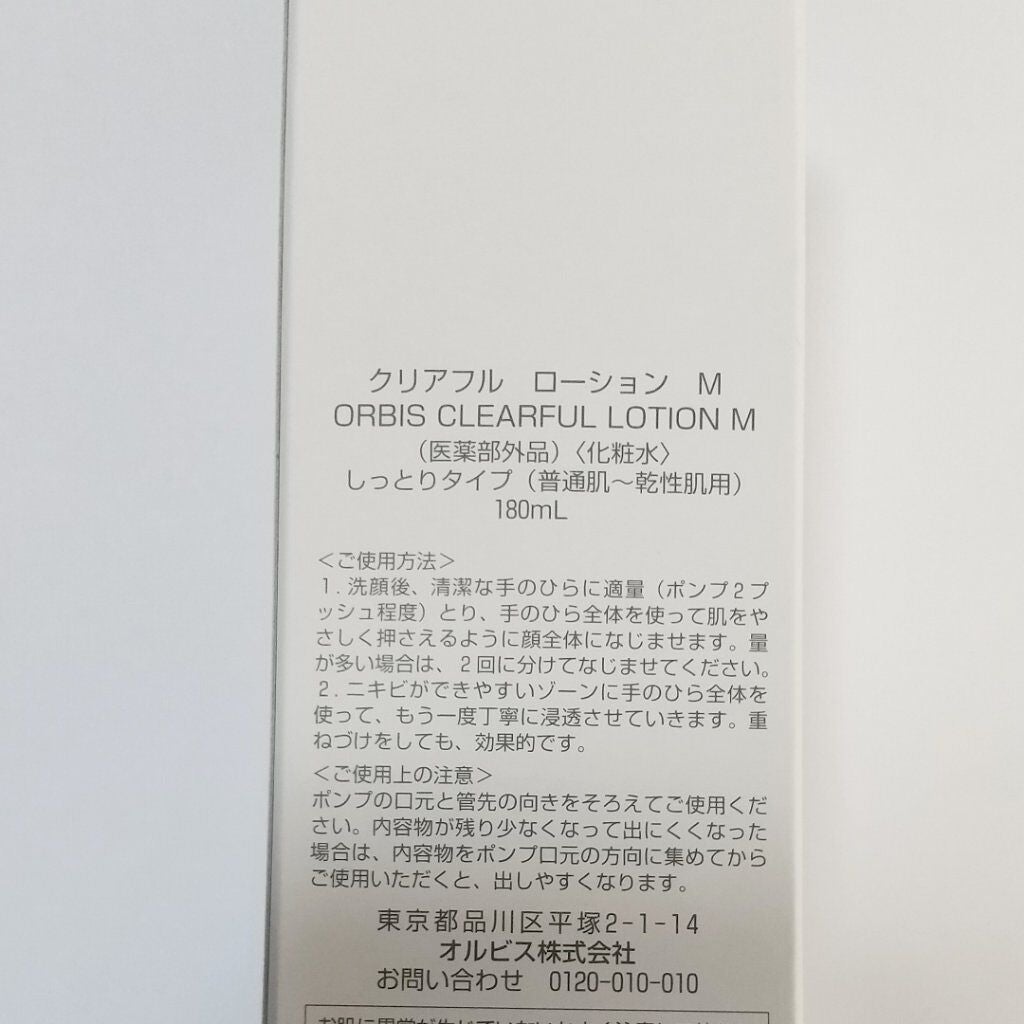 クリアフル　ローション　M
ORBIS CLEARFUL LOTION M
（医薬部外品）〈化粧水〉
しっとりタイプ（普通肌～乾性肌用）
180mL
＜ご使用方法＞
1. 洗顔後、清潔な手のひらに適量（ポンプ2プ
ッシュ程度）とり、手のひら全体を使って肌をや
さしく押さえるように顔全体になじませます。量
が多い場合は、2回に分けてなじませてください。
2. ニキビができやすいゾーンに手のひら全体を
使って、もう一度丁寧に浸透させていきます。重
ねづけをしても、効果的です。
＜ご使用上の注意＞
ポンプの口元と管先の向きをそろえてご使用くだ
さい。内容物が残り少なくなって出にくくなった
場合は、内容物をポンプ口元の方向に集めてから
ご使用いただくと、出しやすくなります。
東京都品川区平塚2-1-14
オルビス株式会社
お問い合わせ　0120-010-010